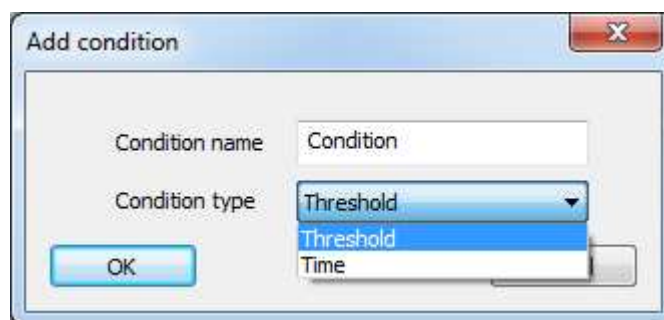 Add condition
Condition name Condition
Condition type Threshold
Threshold
Time
OK